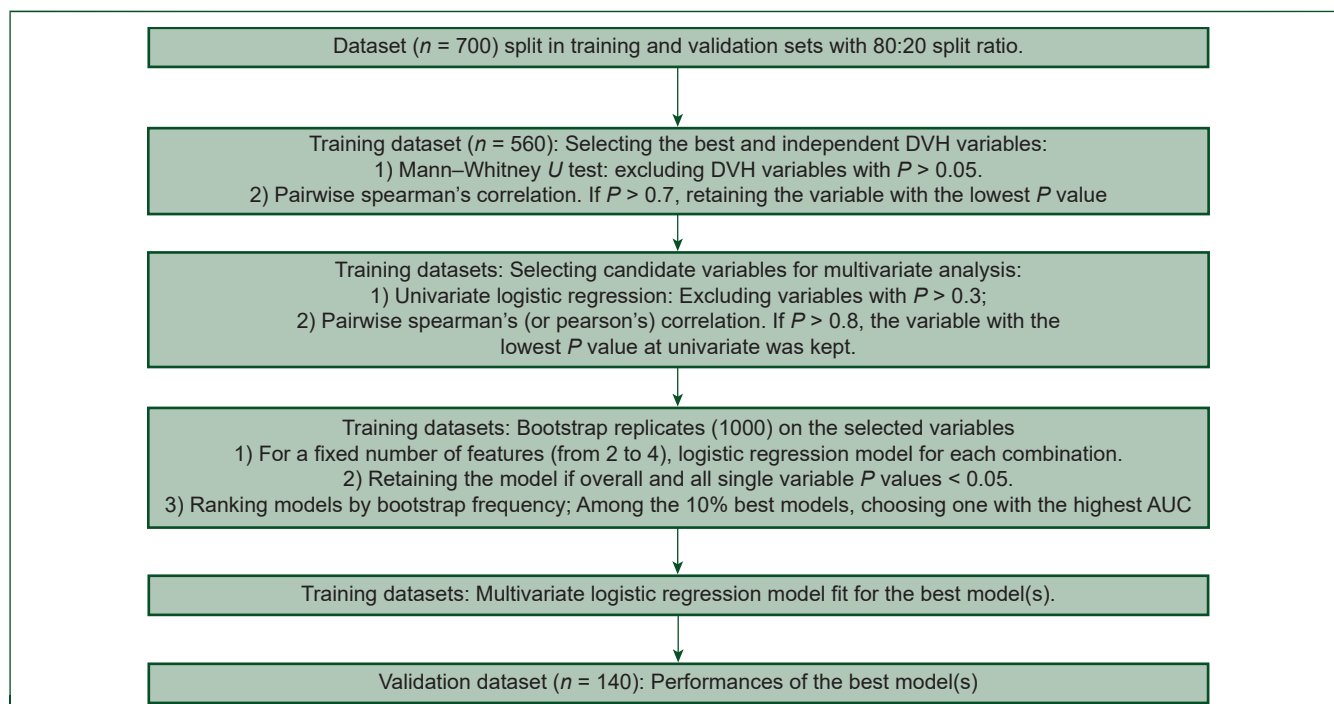 Dataset (n = 700) split in training and validation sets with 80:20 split ratio.
Training dataset (n = 560): Selecting the best and independent DVH variables:
1) Mann–Whitney U test: excluding DVH variables with P > 0.05.
2) Pairwise spearman's correlation. If P > 0.7, retaining the variable with the lowest P value
Training datasets: Selecting candidate variables for multivariate analysis:
1) Univariate logistic regression: Excluding variables with P > 0.3;
2) Pairwise spearman's (or pearson's) correlation. If P > 0.8, the variable with the
lowest P value at univariate was kept.
Training datasets: Bootstrap replicates (1000) on the selected variables
1) For a fixed number of features (from 2 to 4), logistic regression model for each combination.
2) Retaining the model if overall and all single variable P values < 0.05.
3) Ranking models by bootstrap frequency; Among the 10% best models, choosing one with the highest AUC
Training datasets: Multivariate logistic regression model fit for the best model(s).
Validation dataset (n = 140): Performances of the best model(s)